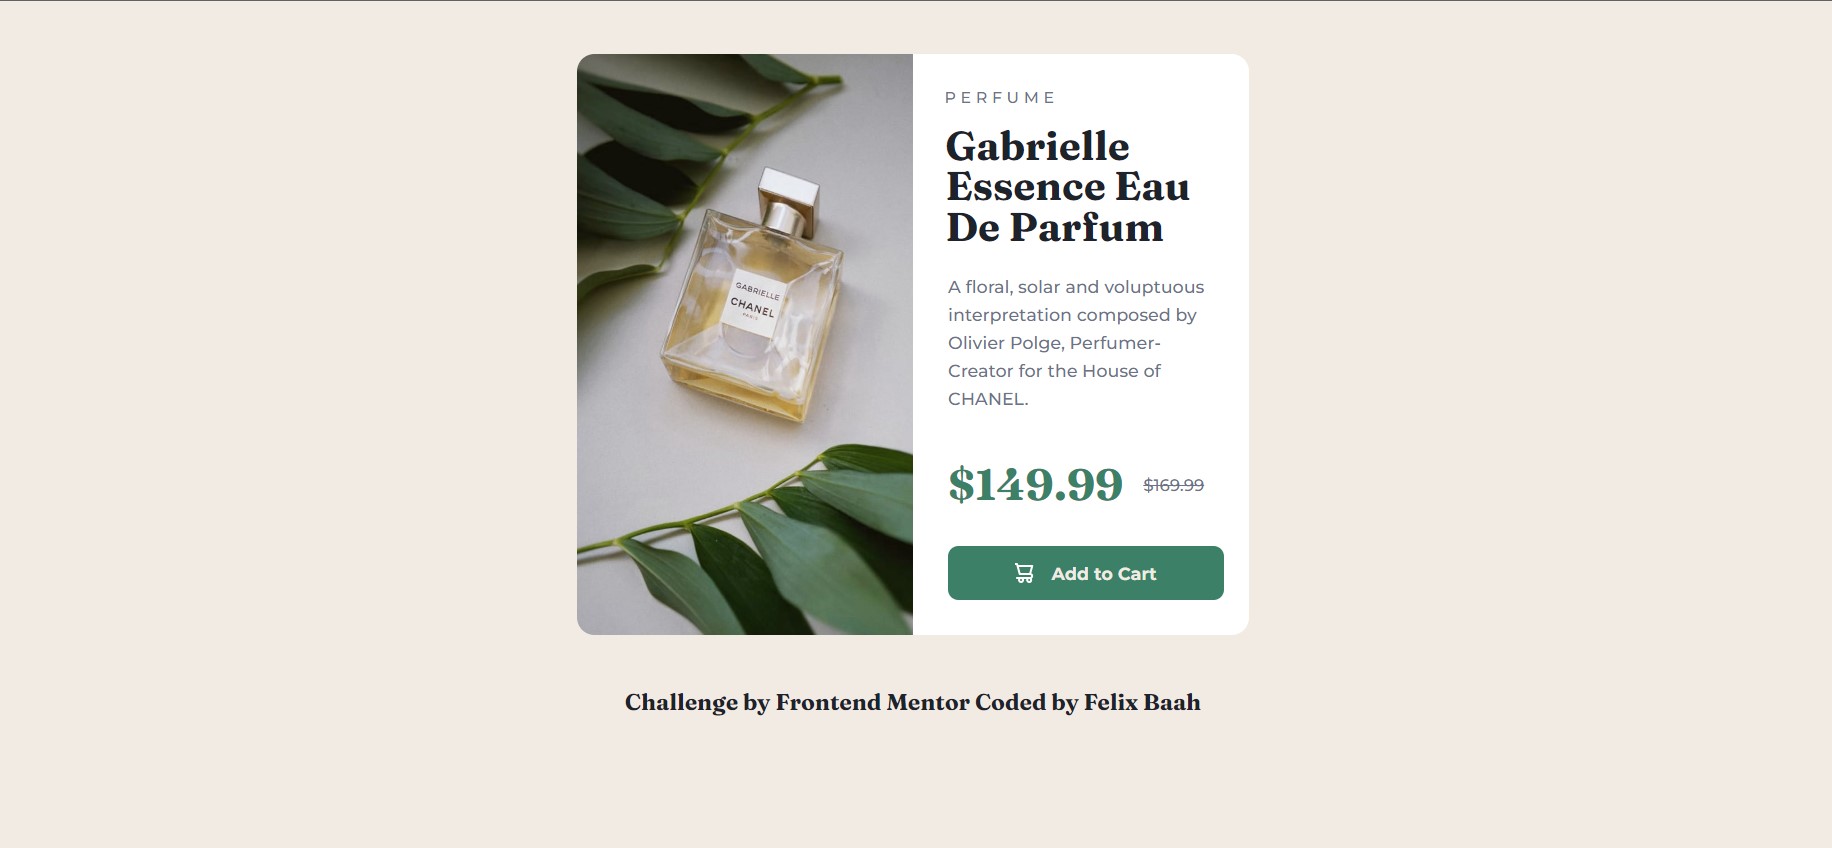 GABRIELLE
CHANEL
PARIS
PERFUME
Gabrielle
Essence Eau
De Parfum
A floral, solar and voluptuous
interpretation composed by
Olivier Polge, Perfumer-
Creator for the House of
CHANEL.
$149.99 $169.99
Add to Cart
Challenge by Frontend Mentor Coded by Felix Baah